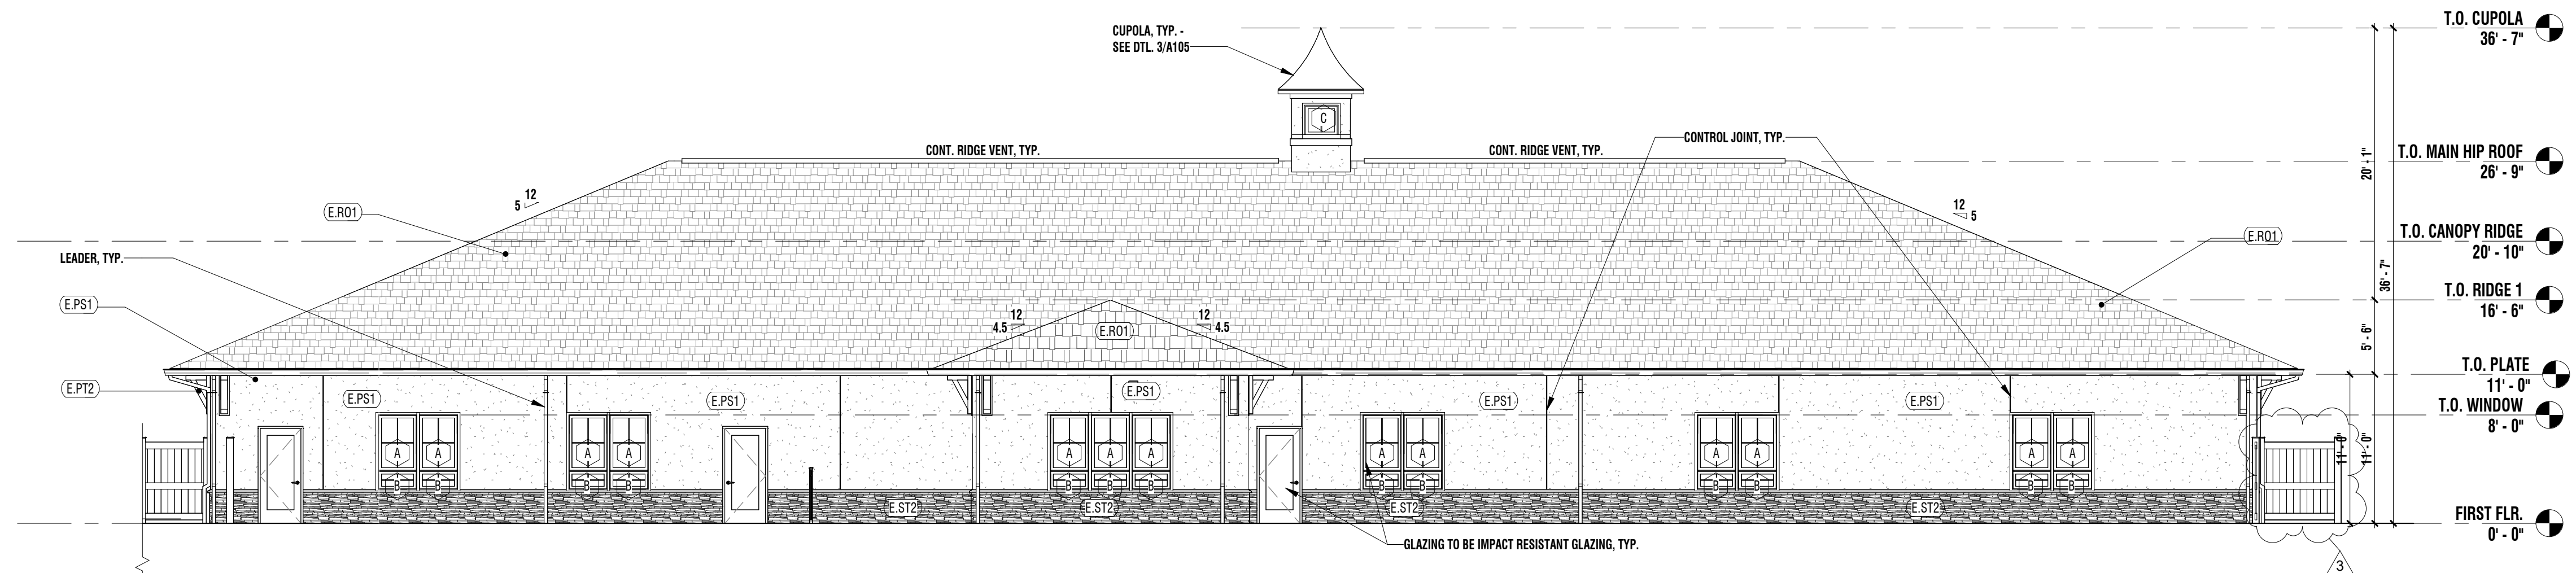 CUPOLA, TYP. -
SEE DTL. 3/A105
T.O. CUPOLA
36' - 7"
C
CONT. RIDGE VENT, TYP.
CONT. RIDGE VENT, TYP.
CONTROL JOINT, TYP.
20' - 1"
T.O. MAIN HIP ROOF
26' - 9"
12
5
12
5
E.RO1
E.RO1
T.O. CANOPY RIDGE
20' - 10"
LEADER, TYP.
36' - 7"
E.PS1
T.O. RIDGE 1
16' - 6"
12
4.5
12
4.5
E.RO1
5' - 6"
T.O. PLATE
11' - 0"
E.PT2
E.PS1
E.PS1
E.PS1
E.PS1
E.PS1
T.O. WINDOW
8' - 0"
11' - 0"
11' - 0"
A A A A A A A A A A A A A
B B B B B B B B B B B B B
E.ST2
E.ST2
E.ST2
E.ST2
FIRST FLR.
0' - 0"
GLAZING TO BE IMPACT RESISTANT GLAZING, TYP.
3